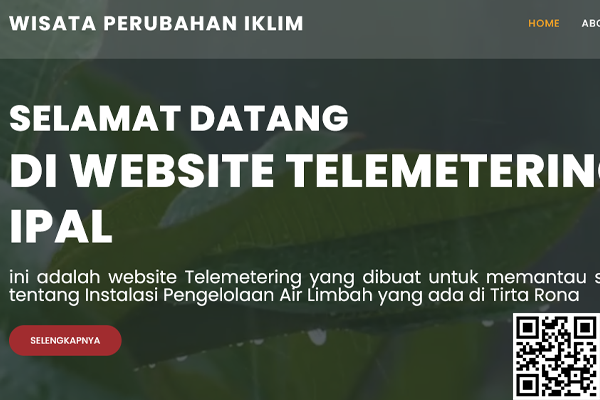 WISATA PERUBAHAN IKLIM
HOME
SELAMAT DATANG
DI WEBSITE TELEMETERING
IPAL
ini adalah website Telemetering yang dibuat untuk memantau
tentang Instalasi Pengelolaan Air Limbah yang ada di Tirta Rona
SELENGKAPNYA